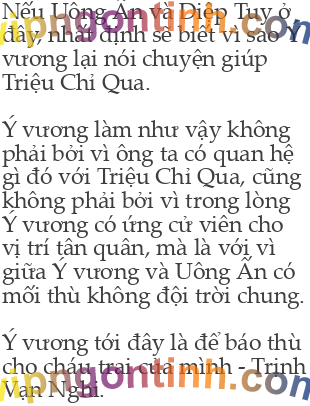 Nếu Uông Ẩn và Diệp Tuy ở
đây, nhất định sẽ biết vì sao Ý
vương lại nói chuyện giúp
Triệu Chỉ Qua.
Ý vương làm như vậy không
phải bởi vì ông ta có quan hệ
gì đó với Triệu Chỉ Qua, cũng
không phải bởi vì trong lòng
Ý vương có ứng cử viên cho
vị trí tân quân, mà là với vì
giữa Ý vương và Uông Ấn có
mối thù không đội trời chung.
Ý vương tới đây là để báo thù
cho cháu trai của mình - Trịnh
Vạn Nghi.
vipngontinh.com
vipngontinh.com